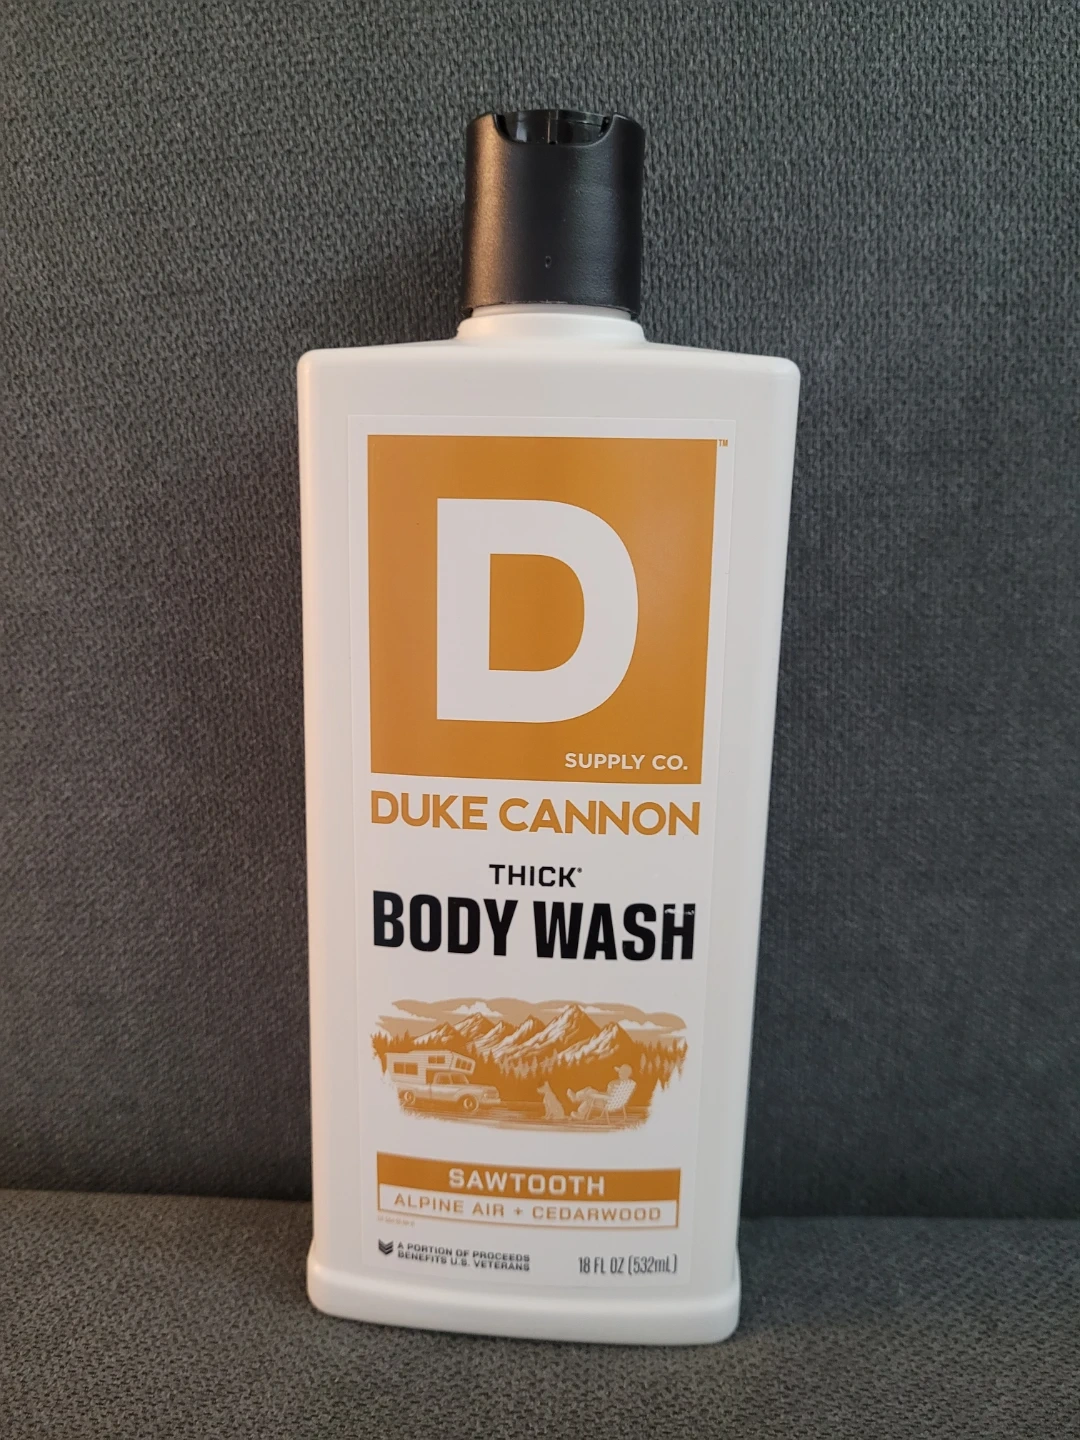 D
™
SUPPLY CO.
DUKE CANNON
THICK®
BODY WASH
SAWTOOTH
ALPINE AIR + CEDARWOOD
A PORTION OF PROCEEDS
BENEFITS U.S. VETERANS
18 FL OZ (532mL)